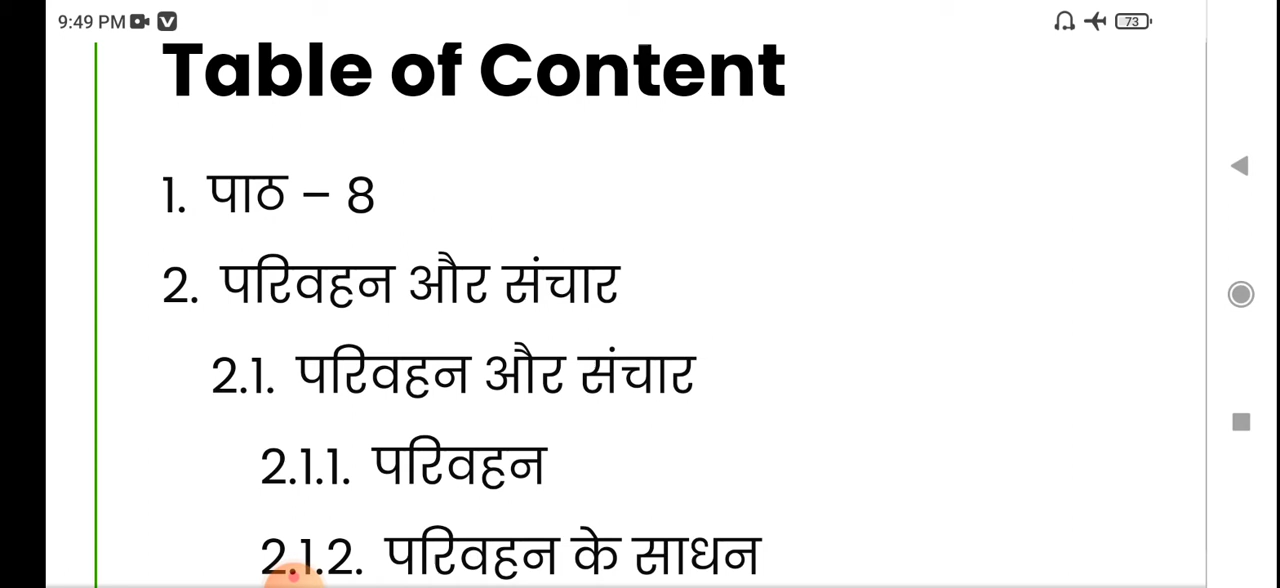 9:49 PM
73
Table of Content
1. पाठ – 8
2. परिवहन और संचार
2.1. परिवहन और संचार
2.1.1. परिवहन
2.1.2. परिवहन के साधन